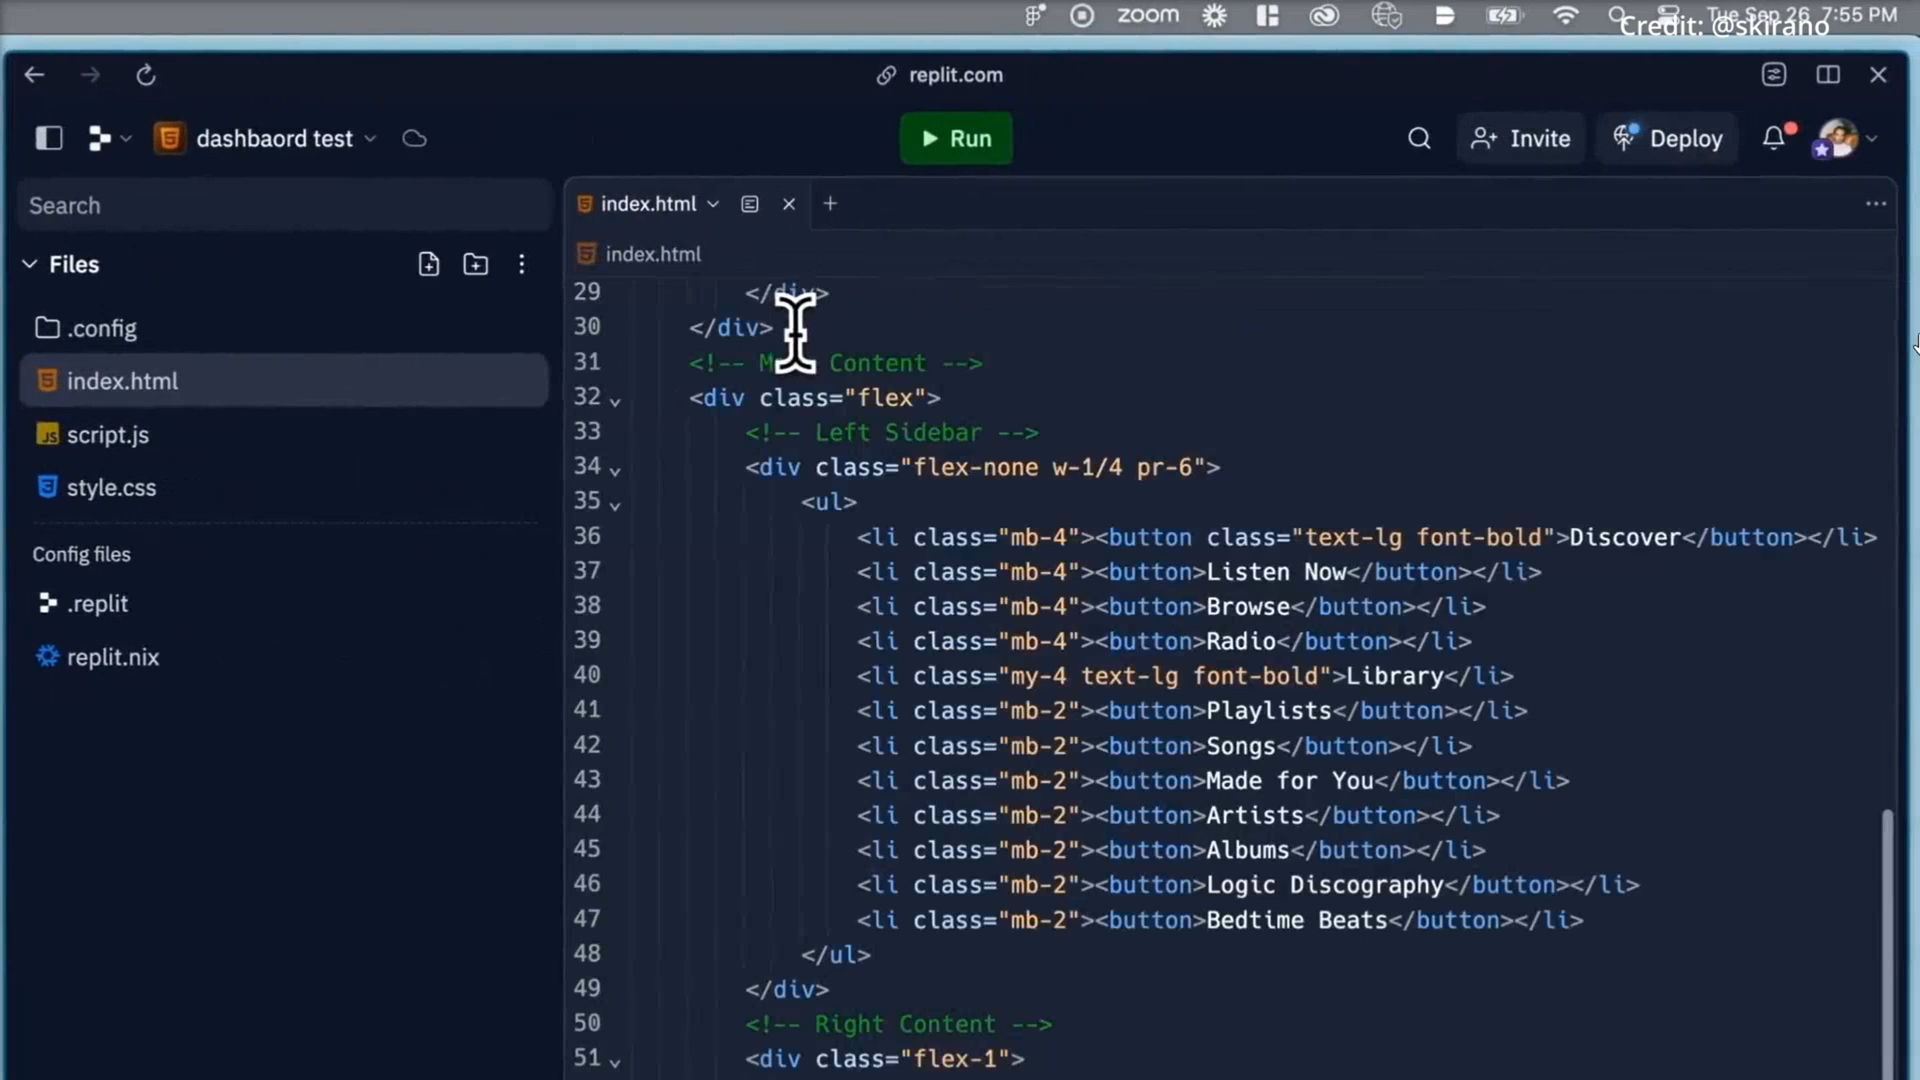 zoom
Tue Sep 26 7:55 PM
Credit: @skirano
replit.com
dashbaord test
Run
Invite
Deploy
Search
index.html
Files
index.html
.config
index.html
script.js
style.css
Config files
.replit
replit.nix
29 </div>
30 </div>
31 <!-- Content -->
32 <div class="flex">
33 <!-- Left Sidebar -->
34 <div class="flex-none w-1/4 pr-6">
35 <ul>
36 <li class="mb-4"><button class="text-lg font-bold">Discover</button></li>
37 <li class="mb-4"><button>Listen Now</button></li>
38 <li class="mb-4"><button>Browse</button></li>
39 <li class="mb-4"><button>Radio</button></li>
40 <li class="my-4 text-lg font-bold">Library</li>
41 <li class="mb-2"><button>Playlists</button></li>
42 <li class="mb-2"><button>Songs</button></li>
43 <li class="mb-2"><button>Made for You</button></li>
44 <li class="mb-2"><button>Artists</button></li>
45 <li class="mb-2"><button>Albums</button></li>
46 <li class="mb-2"><button>Logic Discography</button></li>
47 <li class="mb-2"><button>Bedtime Beats</button></li>
48 </ul>
49 </div>
50 <!-- Right Content -->
51 <div class="flex-1">